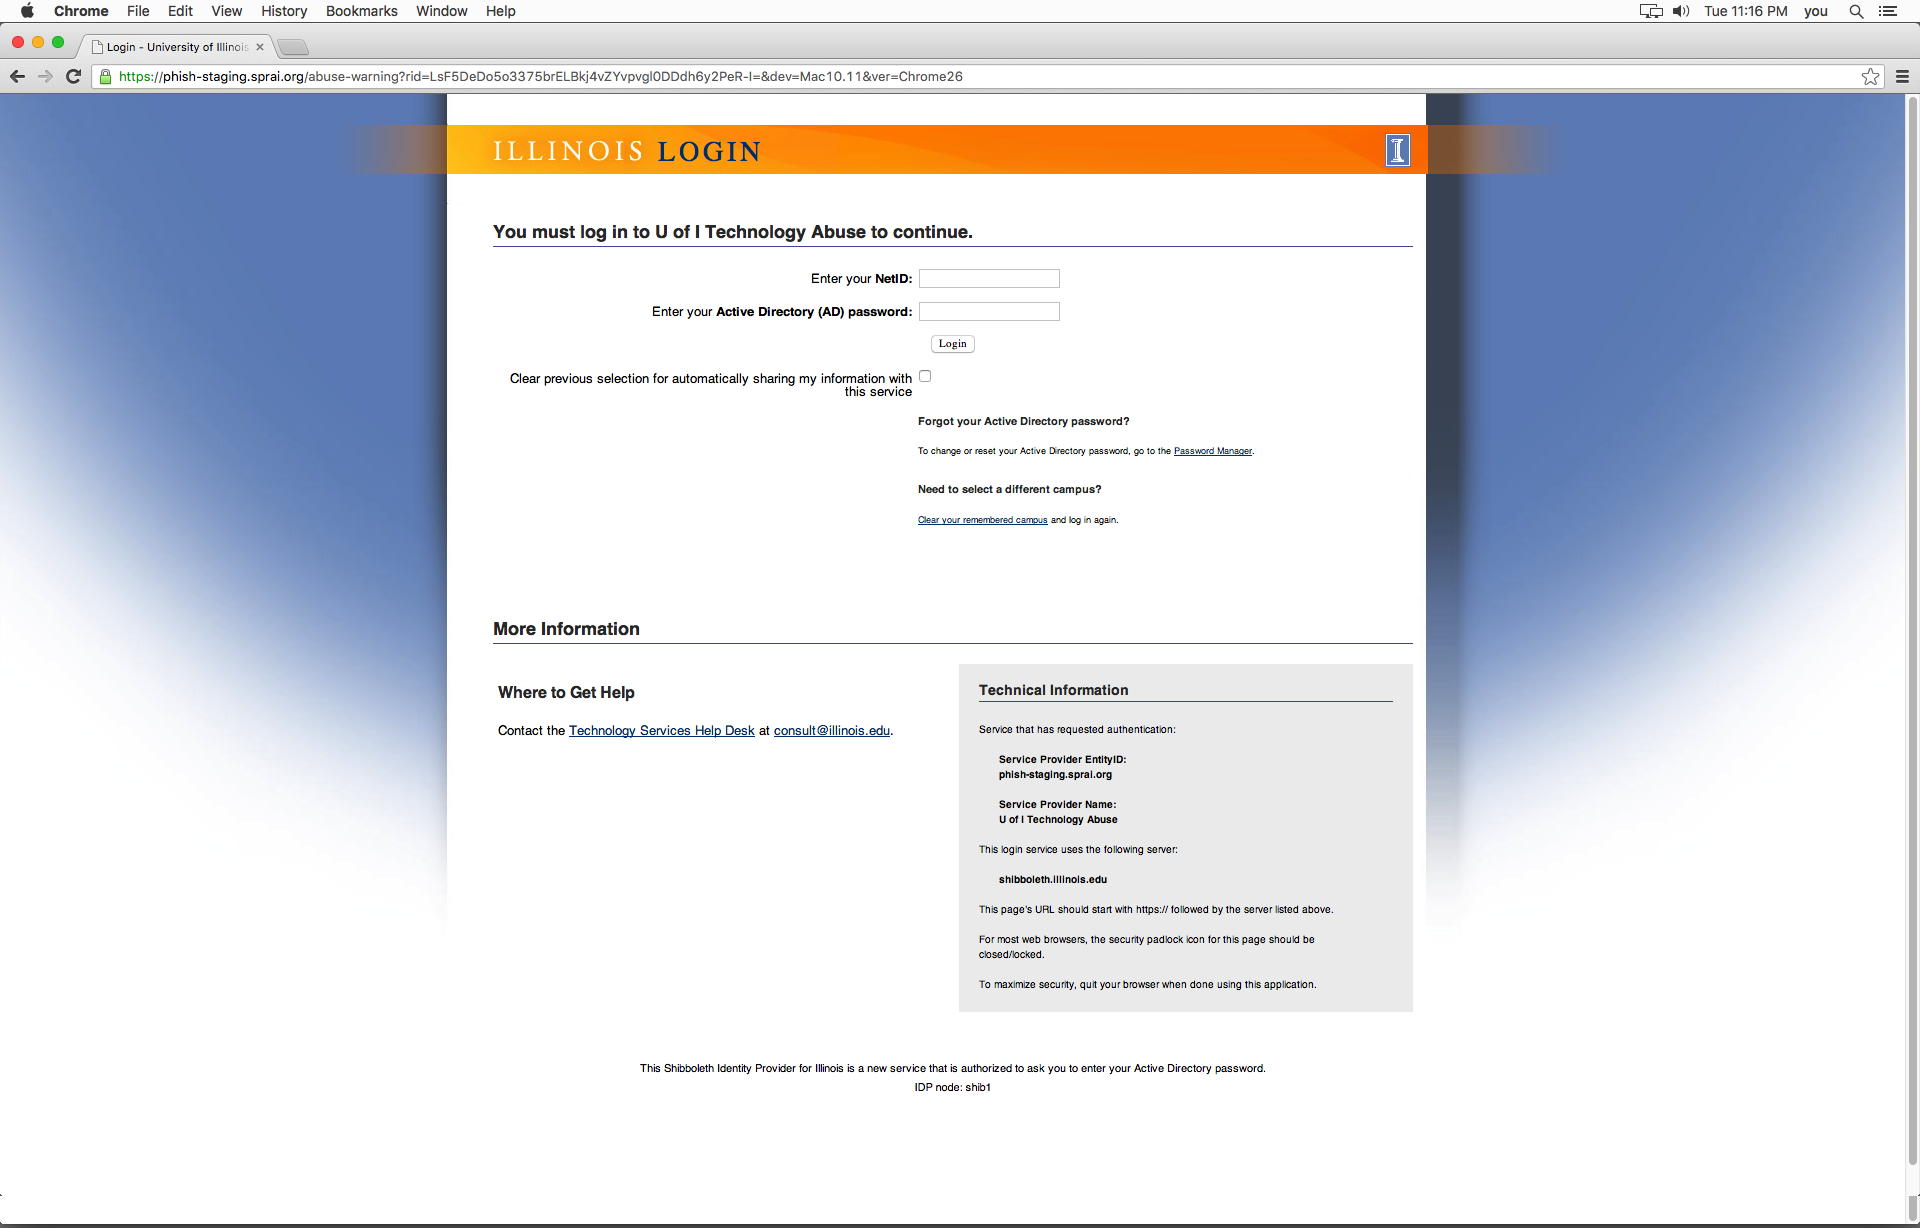 Chrome File Edit View History Bookmarks Window Help Tue 11:16 PM you
Login - University of Illinois
https://phish-staging.sprai.org/abuse-warning?rid=LsF5DeDo5o3375brELBkj4vZYvpvgl0DDdh6y2PeR-I=&dev=Mac10.11&ver=Chrome26
ILLINOIS LOGIN
You must log in to U of I Technology Abuse to continue.
Enter your NetID:
Enter your Active Directory (AD) password:
Login
Clear previous selection for automatically sharing my information with
this service
Forgot your Active Directory password?
To change or reset your Active Directory password, go to the Password Manager.
Need to select a different campus?
Clear your remembered campus and log in again.
More Information
Where to Get Help
Contact the Technology Services Help Desk at consult@illinois.edu.
Technical Information
Service that has requested authentication:
Service Provider EntityID:
phish-staging.sprai.org
Service Provider Name:
U of I Technology Abuse
This login service uses the following server:
shibboleth.illinois.edu
This page's URL should start with https:// followed by the server listed above.
For most web browsers, the security padlock icon for this page should be
closed/locked.
To maximize security, quit your browser when done using this application.
This Shibboleth Identity Provider for Illinois is a new service that is authorized to ask you to enter your Active Directory password.
IDP node: shib1